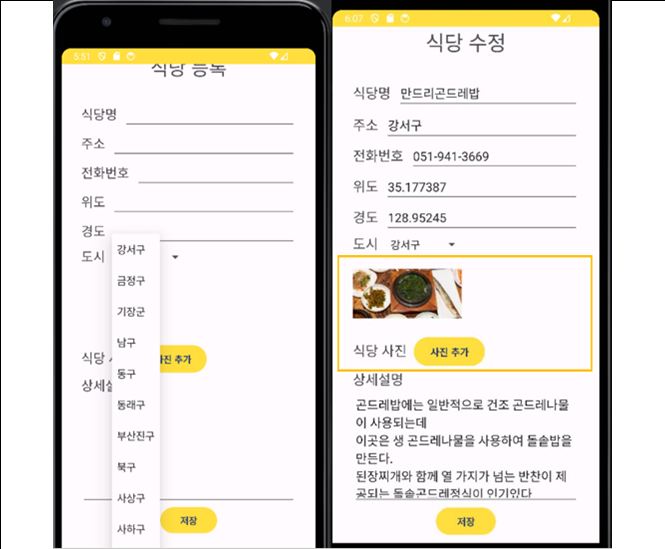 5:51
식당 등록
식당명
주소
전화번호
위도
경도
도시
강서구
금정구
기장군
남구
동구
동래구
부산진구
북구
사상구
사하구
식당 사
진 추가
상세설
저장
6:07
식당 수정
식당명 만드리곤드레밥
주소 강서구
전화번호 051-941-3669
위도 35.177387
경도 128.95245
도시 강서구
식당 사진 사진 추가
상세설명
곤드레밥에는 일반적으로 건조 곤드레나물
이 사용되는데
이곳은 생 곤드레나물을 사용하여 돌솥밥을
만든다.
된장찌개와 함께 열 가지가 넘는 반찬이 제
공되는 돌솥곤드레정식이 인기있다
저장